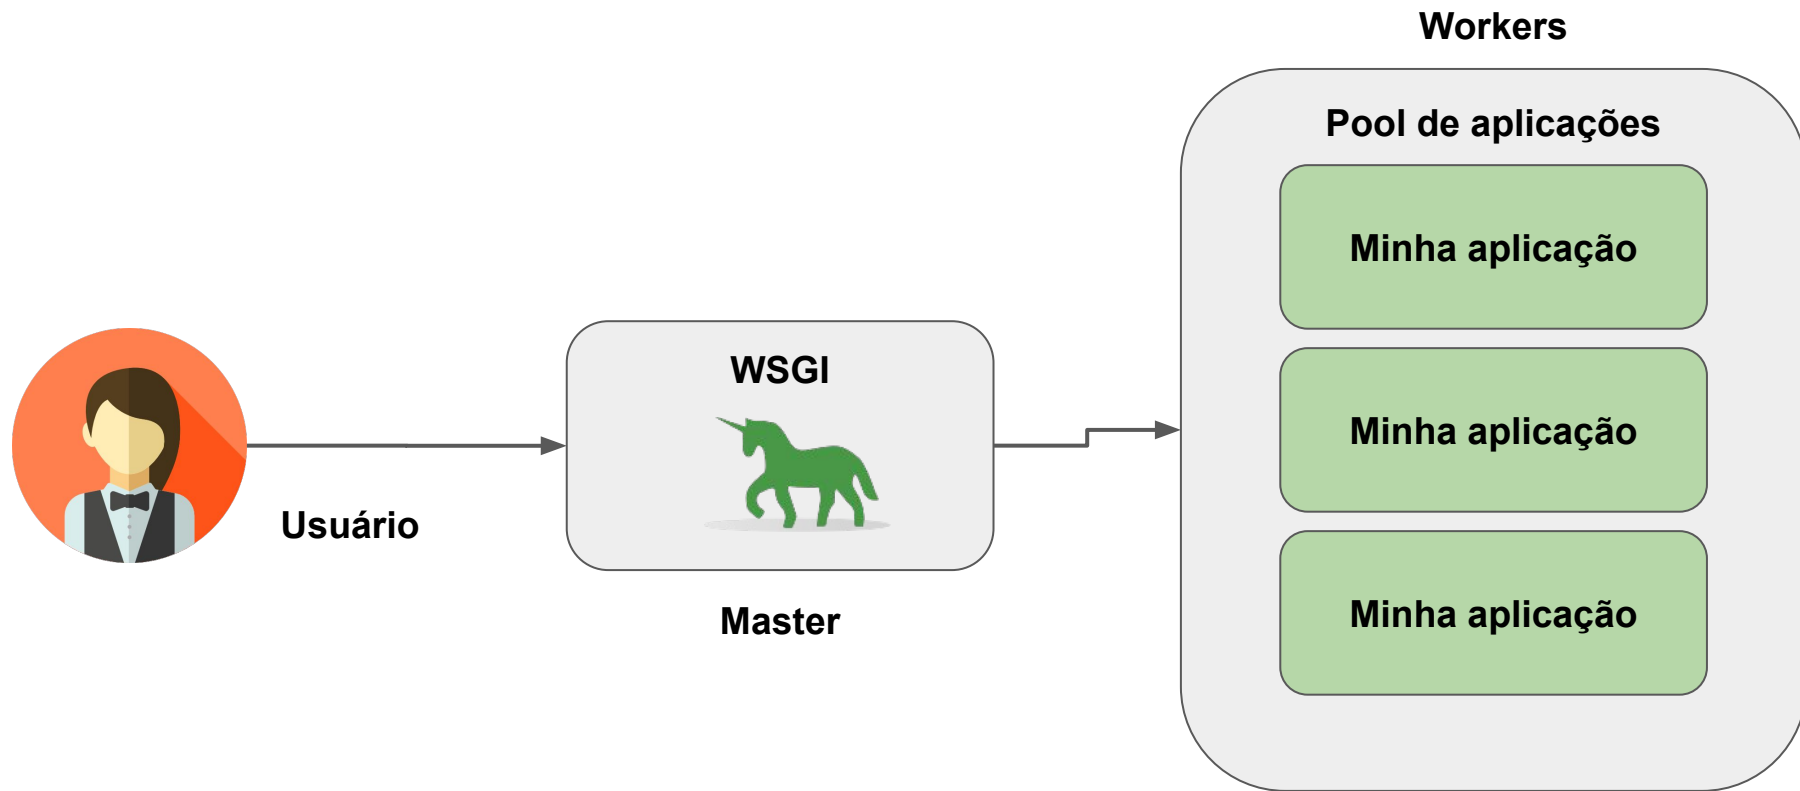 Workers
Pool de aplicações
Minha aplicação
WSGI
Minha aplicação
Usuário
Master
Minha aplicação